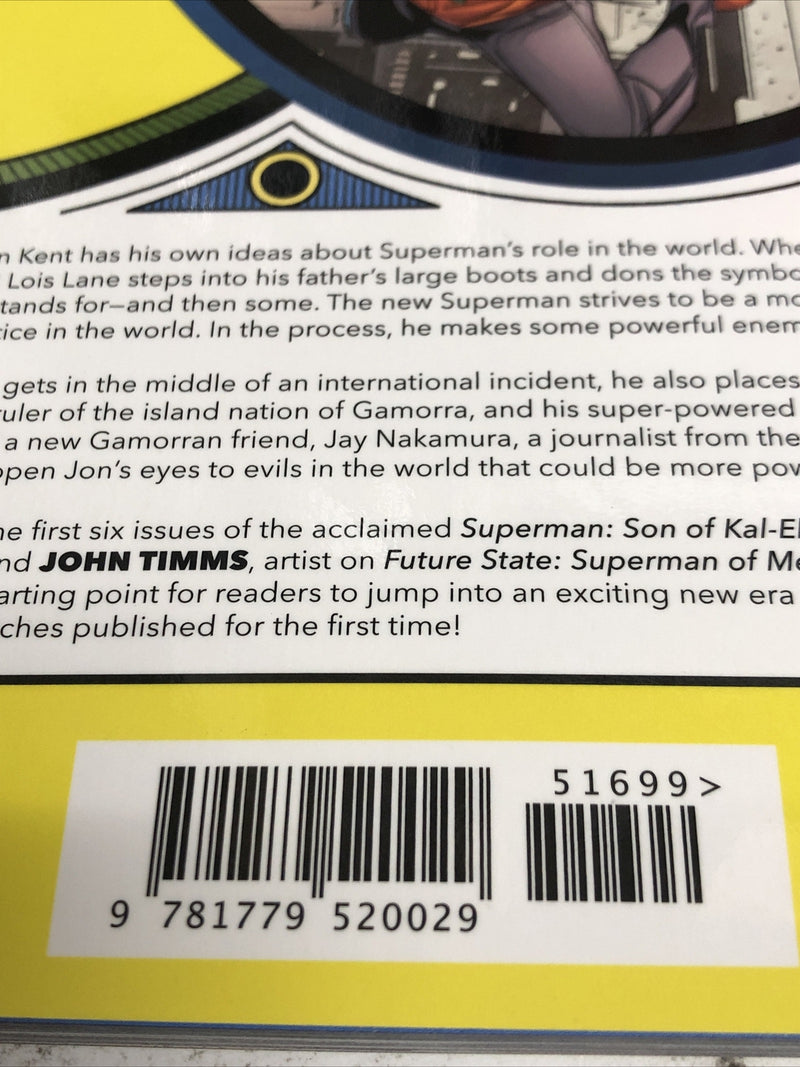 n Kent has his own ideas about Superman's role in the world. Whe
Lois Lane steps into his father's large boots and dons the symbo
tands for—and then some. The new Superman strives to be a mo
ice in the world. In the process, he makes some powerful enem
gets in the middle of an international incident, he also places
uler of the island nation of Gamorra, and his super-powered
a new Gamorran friend, Jay Nakamura, a journalist from the
open Jon's eyes to evils in the world that could be more pow
he first six issues of the acclaimed Superman: Son of Kal-El
nd JOHN TIMMS, artist on Future State: Superman of Me
arting point for readers to jump into an exciting new era
ches published for the first time!
51699>
9 781779 520029